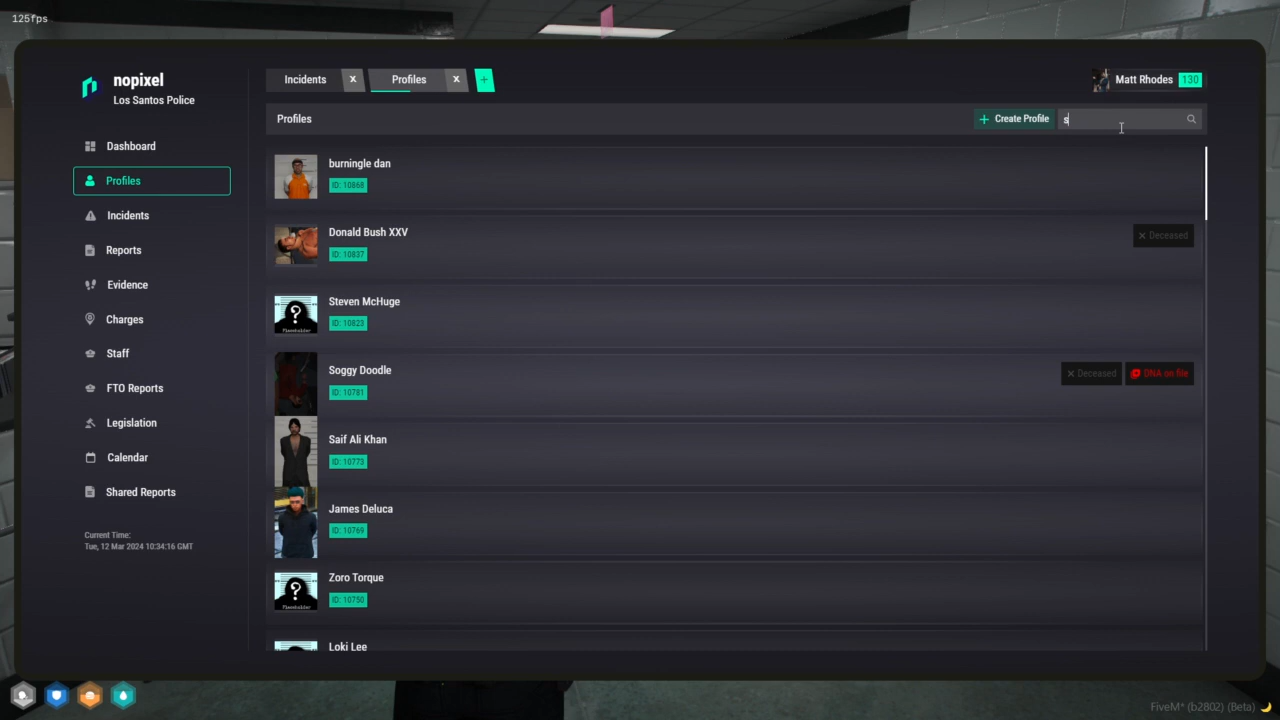 125fps
nopixel
Los Santos Police
Incidents x Profiles x +
Matt Rhodes 130
Profiles
+ Create Profile
s
Dashboard
Profiles
Incidents
Reports
Evidence
Charges
Staff
FTO Reports
Legislation
Calendar
Shared Reports
Current Time:
Tue, 12 Mar 2024 10:34:16 GMT
burningle dan
ID: 10868
Donald Bush XXV
ID: 10837
× Deceased
Steven McHuge
ID: 10823
?
Placeholder
Soggy Doodle
ID: 10781
× Deceased
DNA on file
Saif Ali Khan
ID: 10773
James Deluca
ID: 10769
Zoro Torque
ID: 10750
?
Placeholder
Loki Lee
FiveM* (b2802) (Beta)